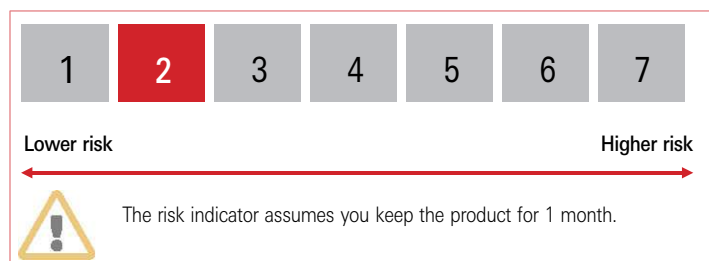 1 2 3 4 5 6 7
Lower risk Higher risk
The risk indicator assumes you keep the product for 1 month.